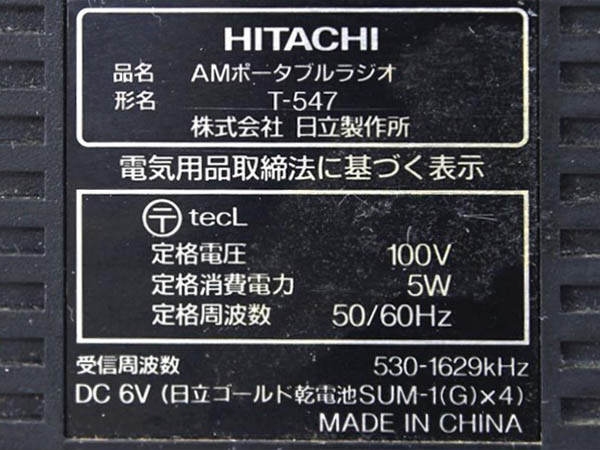 HITACHI
品名 AMポータブルラジオ
形名 T-547
株式会社 日立製作所
電気用品取締法に基づく表示
〒 tecL
定格電圧 100V
定格消費電力 5W
定格周波数 50/60Hz
受信周波数 530-1629kHz
DC 6V (日立ゴールド乾電池SUM-1(G)×4)
MADE IN CHINA